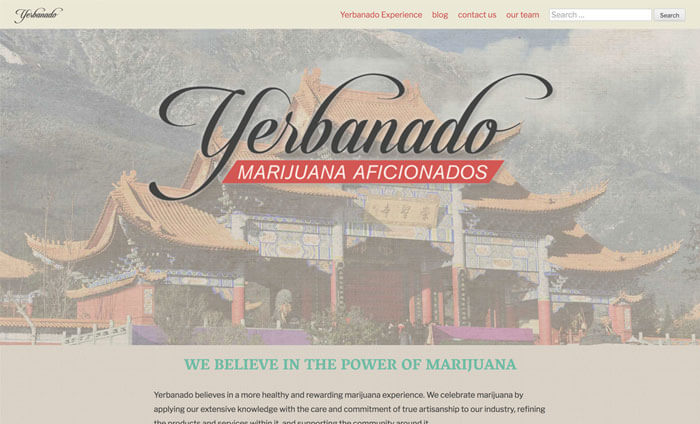 Yerbanado
Yerbanado Experience blog contact us our team Search ... Search
Yerbanado
MARIJUANA AFICIONADOS
WE BELIEVE IN THE POWER OF MARIJUANA
Yerbanado believes in a more healthy and rewarding marijuana experience. We celebrate marijuana by
applying our extensive knowledge with the care and commitment of true artisanship to our industry, refining
the products and services within it, and supporting the community around it.